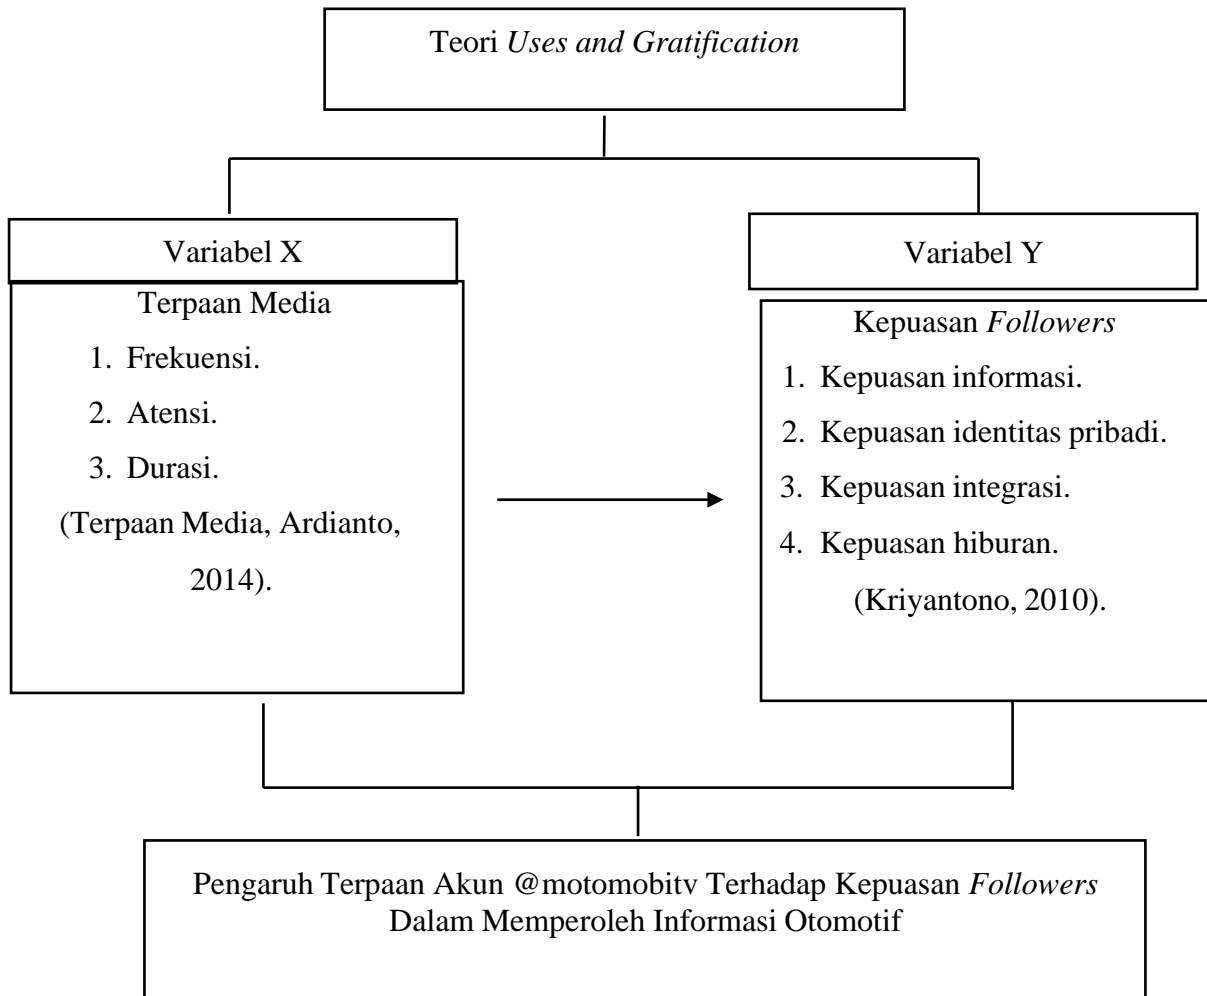 Teori Uses and Gratification
Variabel X
Terpaan Media
1. Frekuensi.
2. Atensi.
3. Durasi.
(Terpaan Media, Ardianto,
2014).
Variabel Y
Kepuasan Followers
1. Kepuasan informasi.
2. Kepuasan identitas pribadi.
3. Kepuasan integrasi.
4. Kepuasan hiburan.
(Kriyantono, 2010).
Pengaruh Terpaan Akun @motomobitv Terhadap Kepuasan Followers
Dalam Memperoleh Informasi Otomotif